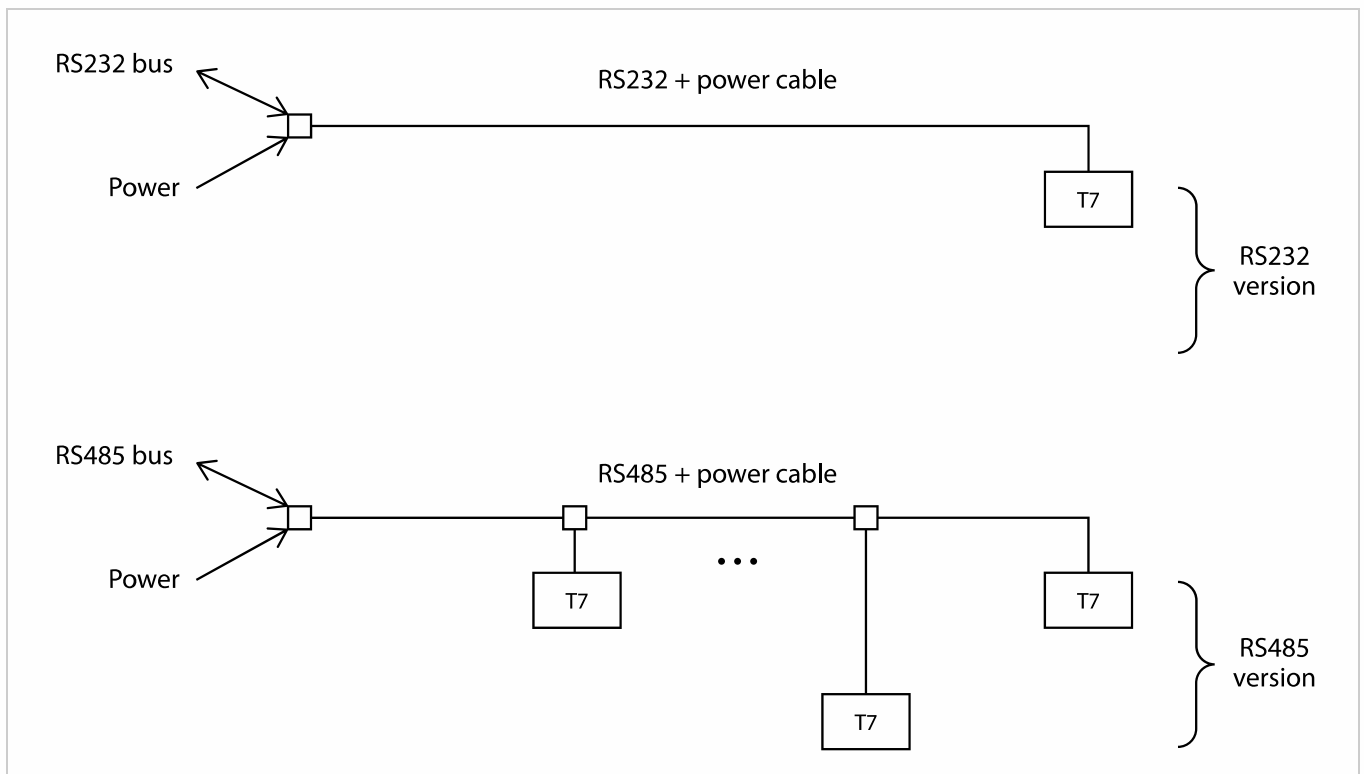 RS232 bus
RS232 + power cable
Power
T7
RS232
version
RS485 bus
RS485 + power cable
Power
T7
...
T7
T7
RS485
version